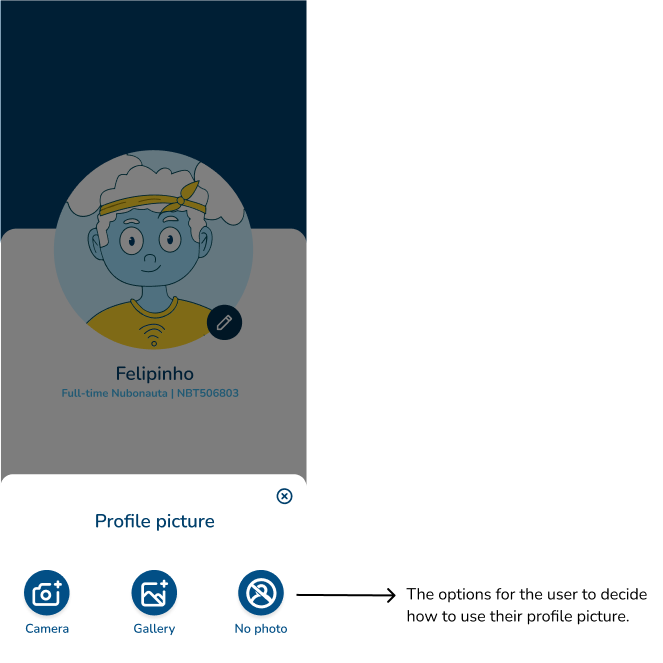 Felipinho
Full-time Nubonauta | NBT506803
Profile picture
Camera
Gallery
No photo
The options for the user to decide
how to use their profile picture.